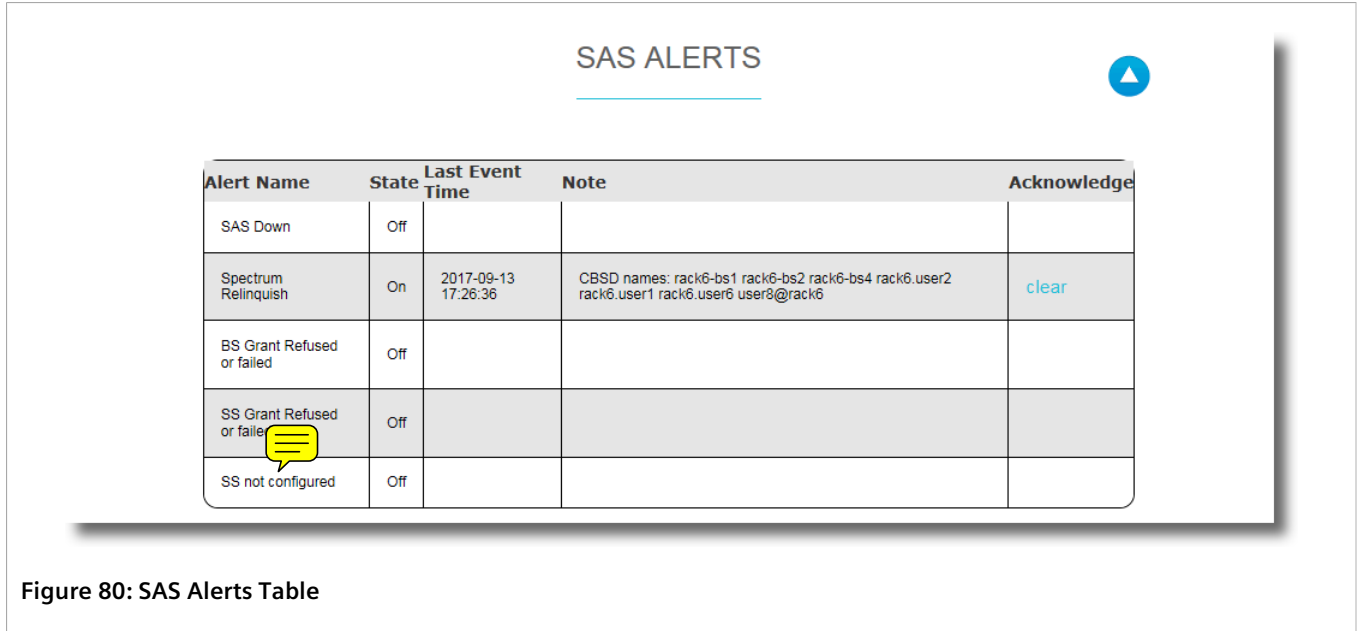 SAS ALERTS
Alert Name State Last Event Time Note Acknowledge
SAS Down Off
Spectrum Relinquish On 2017-09-13 17:26:36 CBSD names: rack6-bs1 rack6-bs2 rack6-bs4 rack6.user2 rack6.user1 rack6.user6 user8@rack6 clear
BS Grant Refused or failed Off
SS Grant Refused or failed Off
SS not configured Off
Figure 80: SAS Alerts Table